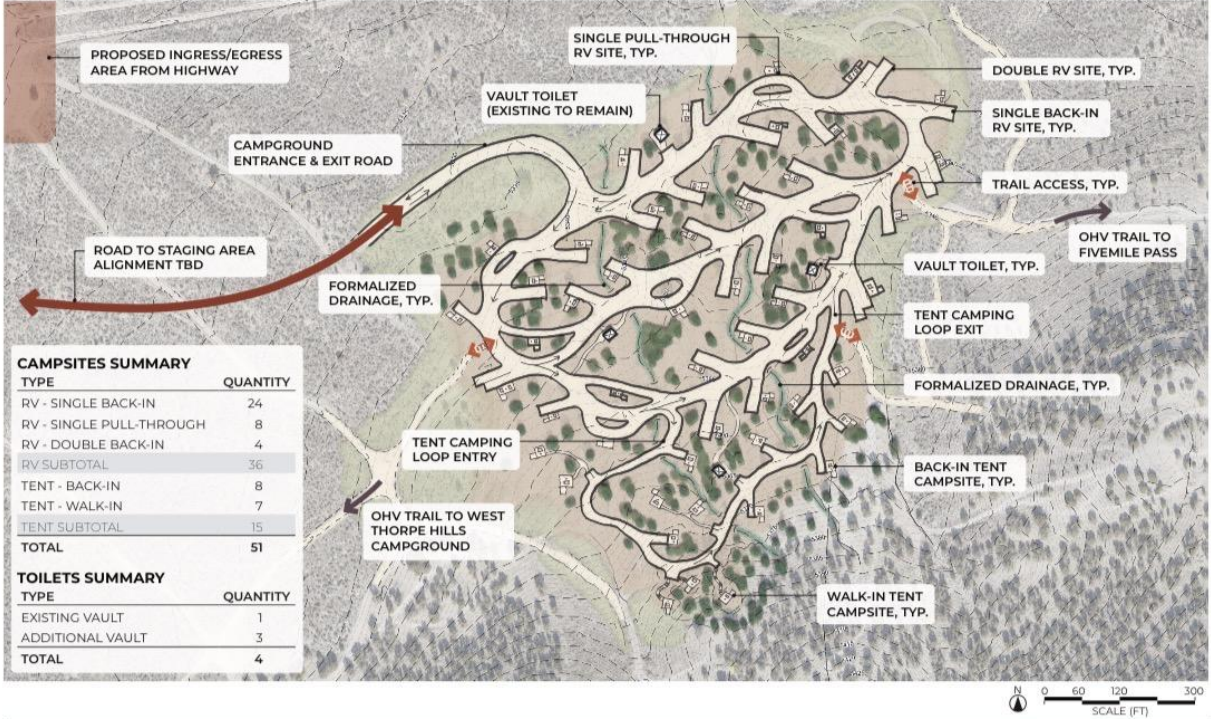 PROPOSED INGRESS/EGRESS
AREA FROM HIGHWAY
SINGLE PULL-THROUGH
RV SITE, TYP.
DOUBLE RV SITE, TYP.
VAULT TOILET
(EXISTING TO REMAIN)
SINGLE BACK-IN
RV SITE, TYP.
CAMPGROUND
ENTRANCE & EXIT ROAD
TRAIL ACCESS, TYP.
ROAD TO STAGING AREA
ALIGNMENT TBD
OHV TRAIL TO
FIVEMILE PASS
FORMALIZED
DRAINAGE, TYP.
VAULT TOILET, TYP.
TENT CAMPING
LOOP EXIT
FORMALIZED DRAINAGE, TYP.
TENT CAMPING
LOOP ENTRY
BACK-IN TENT
CAMPSITE, TYP.
OHV TRAIL TO WEST
THORPE HILLS
CAMPGROUND
WALK-IN TENT
CAMPSITE, TYP.
CAMPSITES SUMMARY
TYPE QUANTITY
RV - SINGLE BACK-IN 24
RV - SINGLE PULL-THROUGH 8
RV - DOUBLE BACK-IN 4
RV SUBTOTAL 36
TENT - BACK-IN 8
TENT - WALK-IN 7
TENT SUBTOTAL 15
TOTAL 51
TOILETS SUMMARY
TYPE QUANTITY
EXISTING VAULT 1
ADDITIONAL VAULT 3
TOTAL 4
N
0 60 120 300
SCALE (FT)